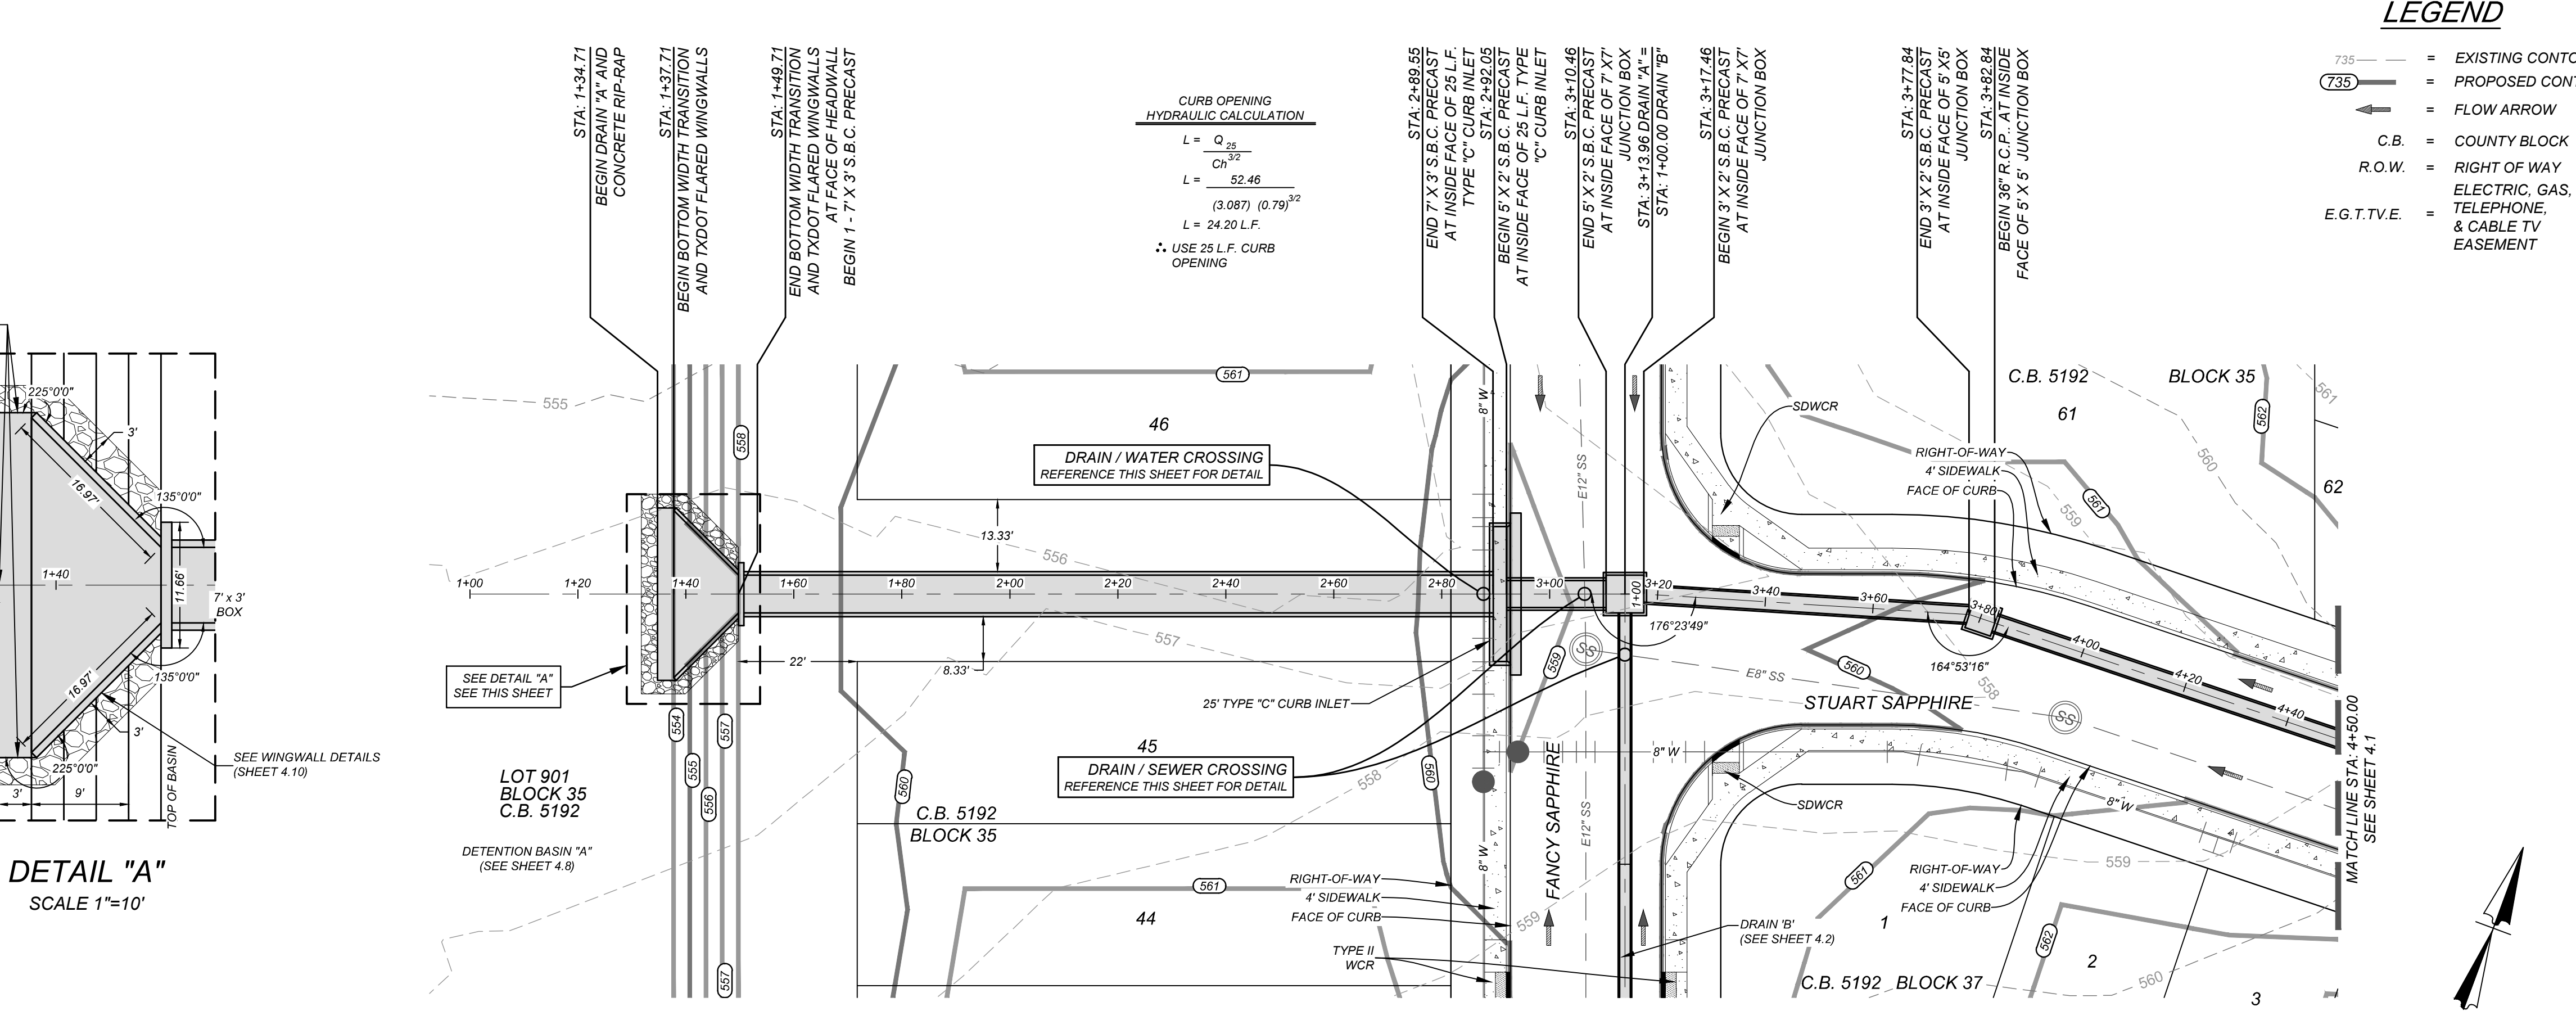 LEGEND
735 = EXISTING CONTO
735 = PROPOSED CONT
= FLOW ARROW
C.B. = COUNTY BLOCK
R.O.W. = RIGHT OF WAY
E.G.T.TV.E. = ELECTRIC, GAS,
TELEPHONE,
& CABLE TV
EASEMENT
STA: 1+34.71
BEGIN DRAIN "A" AND
CONCRETE RIP-RAP
STA: 1+37.71
BEGIN BOTTOM WIDTH TRANSITION
AND TXDOT FLARED WINGWALLS
STA: 1+49.71
END BOTTOM WIDTH TRANSITION
AND TXDOT FLARED WINGWALLS
AT FACE OF HEADWALL
BEGIN 1 - 7' X 3' S.B.C. PRECAST
CURB OPENING
HYDRAULIC CALCULATION
L = Q 25
Ch 3/2
L = 52.46
(3.087) (0.79) 3/2
L = 24.20 L.F.
∴ USE 25 L.F. CURB
OPENING
STA: 2+89.55
END 7' X 3' S.B.C. PRECAST
AT INSIDE FACE OF 25 L.F.
TYPE "C" CURB INLET
STA: 2+92.05
BEGIN 5' X 2' S.B.C. PRECAST
AT INSIDE FACE OF 25 L.F. TYPE
"C" CURB INLET
STA: 3+10.46
END 5' X 2' S.B.C. PRECAST
AT INSIDE FACE OF 7' X7'
JUNCTION BOX
STA: 3+13.96 DRAIN "A" =
STA: 1+00.00 DRAIN "B"
STA: 3+17.46
BEGIN 3' X 2' S.B.C. PRECAST
AT INSIDE FACE OF 7' X7'
JUNCTION BOX
STA: 3+77.84
END 3' X 2' S.B.C. PRECAST
AT INSIDE FACE OF 5' X5'
JUNCTION BOX
STA: 3+82.84
BEGIN 36" R.C.P.. AT INSIDE
FACE OF 5' X 5' JUNCTION BOX
225°0'0"
3'
16.97'
135°0'0"
1+40
11.66'
7' x 3'
BOX
16.97'
135°0'0"
3'
225°0'0"
3'
9'
TOP OF BASIN
SEE WINGWALL DETAILS
(SHEET 4.10)
DETAIL "A"
SCALE 1"=10'
555
558
561
46
DRAIN / WATER CROSSING
REFERENCE THIS SHEET FOR DETAIL
13.33'
556
1+00
1+20
1+40
1+60
1+80
2+00
2+20
2+40
2+60
2+80
3+00
1+00
3+20
3+40
3+60
3+80
4+00
4+20
4+40
557
22'
8.33'
SEE DETAIL "A"
SEE THIS SHEET
25' TYPE "C" CURB INLET
554
557
555
556
557
LOT 901
BLOCK 35
C.B. 5192
DETENTION BASIN "A"
(SEE SHEET 4.8)
560
45
DRAIN / SEWER CROSSING
REFERENCE THIS SHEET FOR DETAIL
558
C.B. 5192
BLOCK 35
561
44
RIGHT-OF-WAY
4' SIDEWALK
FACE OF CURB
TYPE II
WCR
8" W
8" W
560
559
559
E12" SS
E12" SS
FANCY SAPPHIRE
SS
E8" SS
8" W
176°23'49"
164°53'16"
STUART SAPPHIRE
560
558
SS
C.B. 5192
BLOCK 35
61
62
561
562
560
561
559
SDWCR
RIGHT-OF-WAY
4' SIDEWALK
FACE OF CURB
SDWCR
8" W
559
561
RIGHT-OF-WAY
4' SIDEWALK
FACE OF CURB
DRAIN 'B'
(SEE SHEET 4.2)
1
562
2
C.B. 5192 BLOCK 37
560
3
MATCH LINE STA: 4+50.00
SEE SHEET 4.1